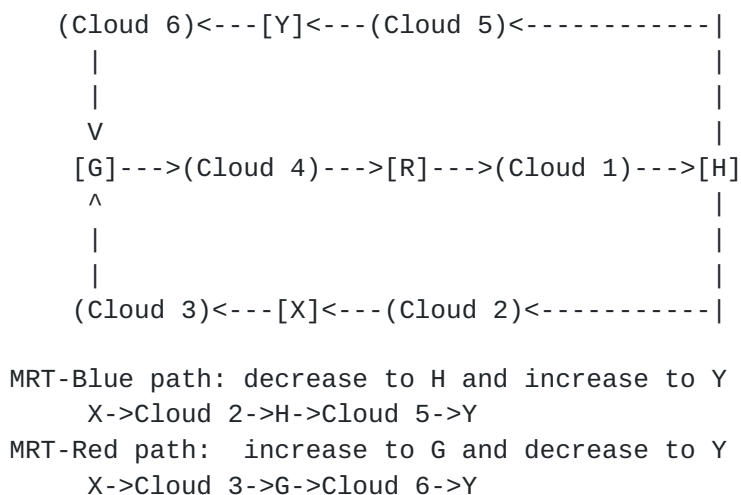 (Cloud 6)<---[Y]<---(Cloud 5)<------------|
| |
| |
V |
[G]--->(Cloud 4)--->[R]--->(Cloud 1)--->[H]
^ |
| |
| |
(Cloud 3)<---[X]<---(Cloud 2)<-----------|
MRT-Blue path: decrease to H and increase to Y
X->Cloud 2->H->Cloud 5->Y
MRT-Red path: increase to G and decrease to Y
X->Cloud 3->G->Cloud 6->Y